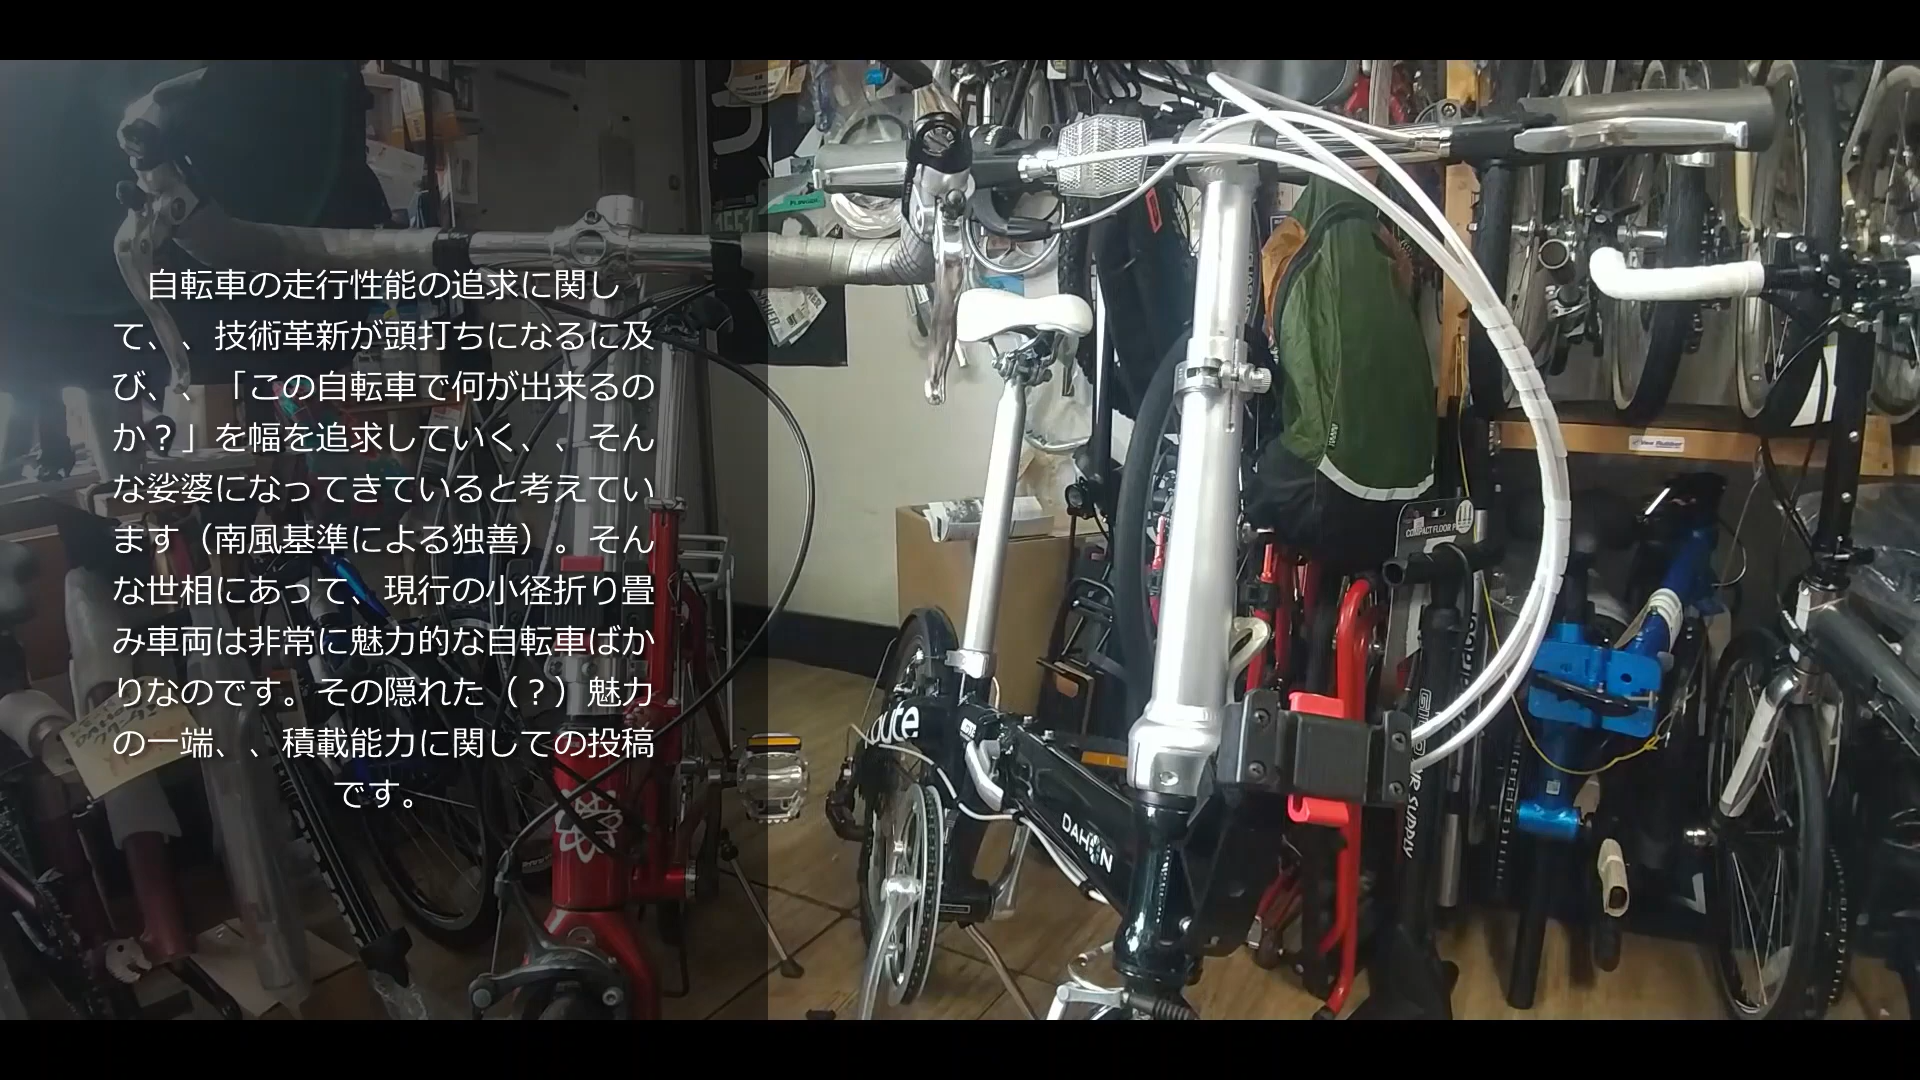 自転車の走行性能の追求に関し
て、、技術革新が頭打ちになるに及
び、、「この自転車で何が出来るの
か？」を幅を追求していく、、そん
な娑婆になってきていると考えてい
ます（南風基準による独善）。そん
な世相にあって、現行の小径折り畳
み車両は非常に魅力的な自転車ばか
りなのです。その隠れた（？）魅力
の一端、、積載能力に関しての投稿
です。
COMPACT FLOOR P
oute
DAHON
SUPPLY